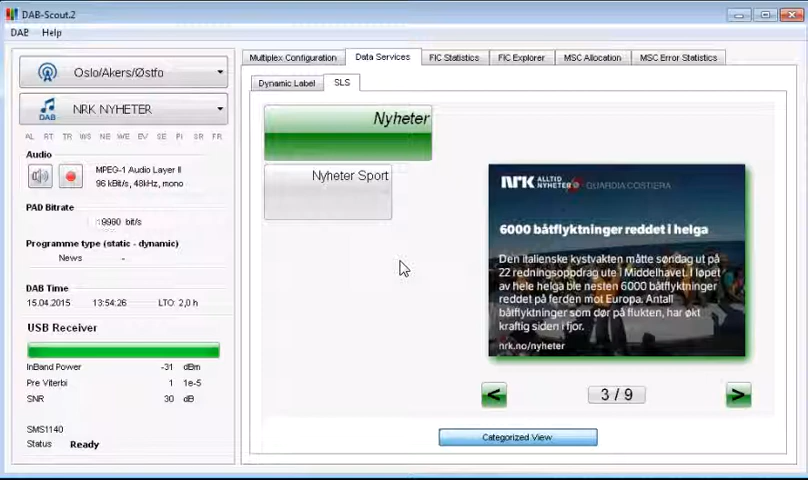 DAB-Scout.2
DAB Help
Oslo/Akers/Østfo
DAB
NRK NYHETER
AL RT TR WS NE WE EV SE PI SR FR
Audio
MPEG-1 Audio Layer II
96 kBit/s, 48kHz, mono
PAD Bitrate
~9980 bit/s
Programme type (static - dynamic)
News -
DAB Time
15.04.2015 13:54:26 LTO: 2,0 h
USB Receiver
InBand Power -31 dBm
Pre Viterbi 1 1e-5
SNR 30 dB
SMS1140
Status Ready
Multiplex Configuration Data Services FIC Statistics FIC Explorer MSC Allocation MSC Error Statistics
Dynamic Label SLS
Nyheter
Nyheter Sport
NRK ALLTID NYHETER GUARDIA COSTIERA
6000 båtflyktninger reddet i helga
Den italienske kystvakten måtte søndag ut på
22 redningsoppdrag ute i Middelhavet. I løpet
av hele helga ble nesten 6000 båtflyktninger
reddet på ferden mot Europa. Antall
båtflyktninger som dør på flukten, har økt
kraftig siden i fjor.
nrk.no/nyheter
< 3 / 9 >
Categorized View